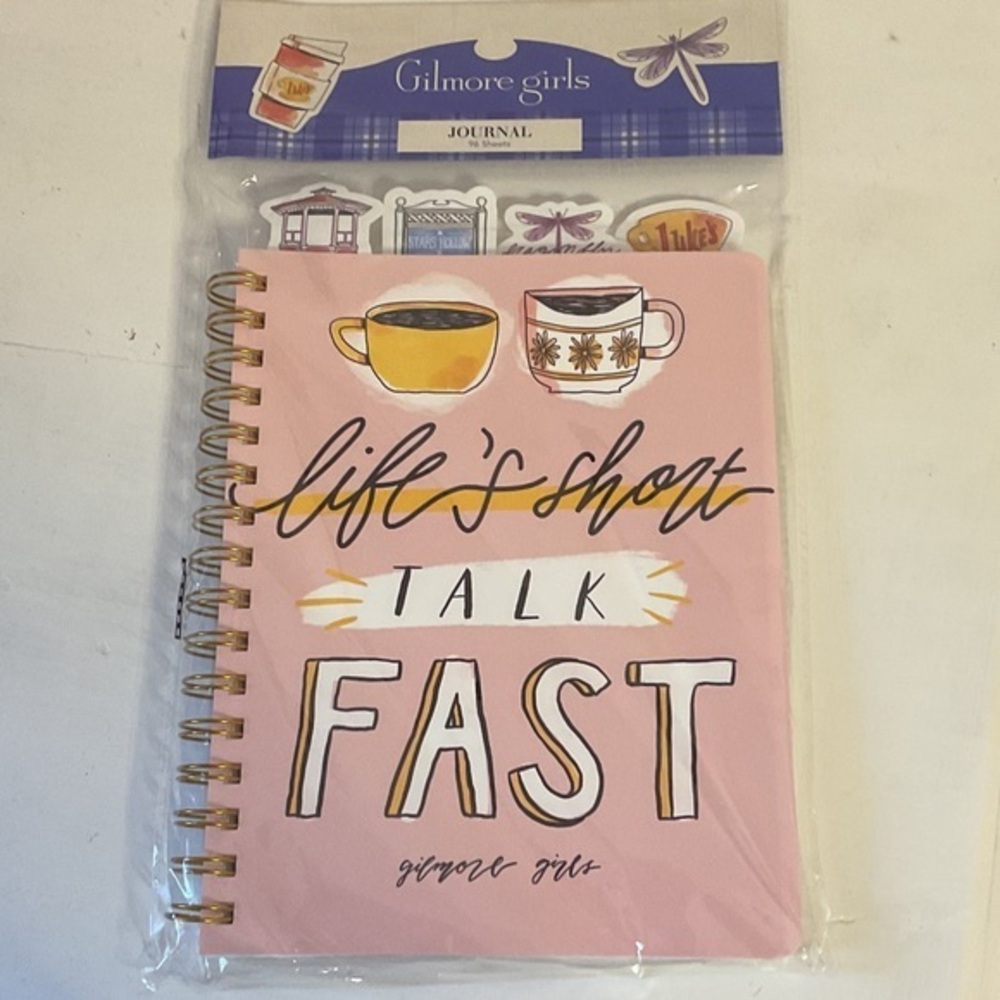 Gilmore girls
Luke's
JOURNAL
96 Sheets
STARS HOLLOW
LUKE'S
life's short
TALK
FAST
gilmore girls